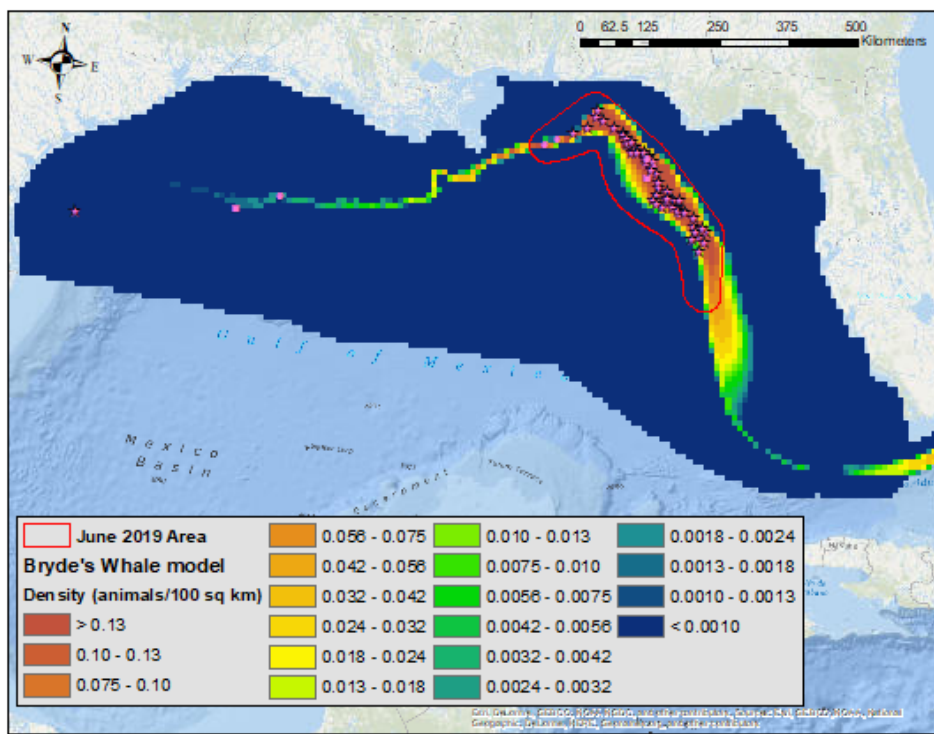 N
W E
S
0 62.5 125 250 375 500
Kilometers
Gulf of Mexico
Mexico
Basin
June 2019 Area
Bryde's Whale model
Density (animals/100 sq km)
> 0.13
0.10 - 0.13
0.075 - 0.10
0.056 - 0.075
0.042 - 0.056
0.032 - 0.042
0.024 - 0.032
0.018 - 0.024
0.013 - 0.018
0.010 - 0.013
0.0075 - 0.010
0.0056 - 0.0075
0.0042 - 0.0056
0.0032 - 0.0042
0.0024 - 0.0032
0.0018 - 0.0024
0.0013 - 0.0018
0.0010 - 0.0013
< 0.0010